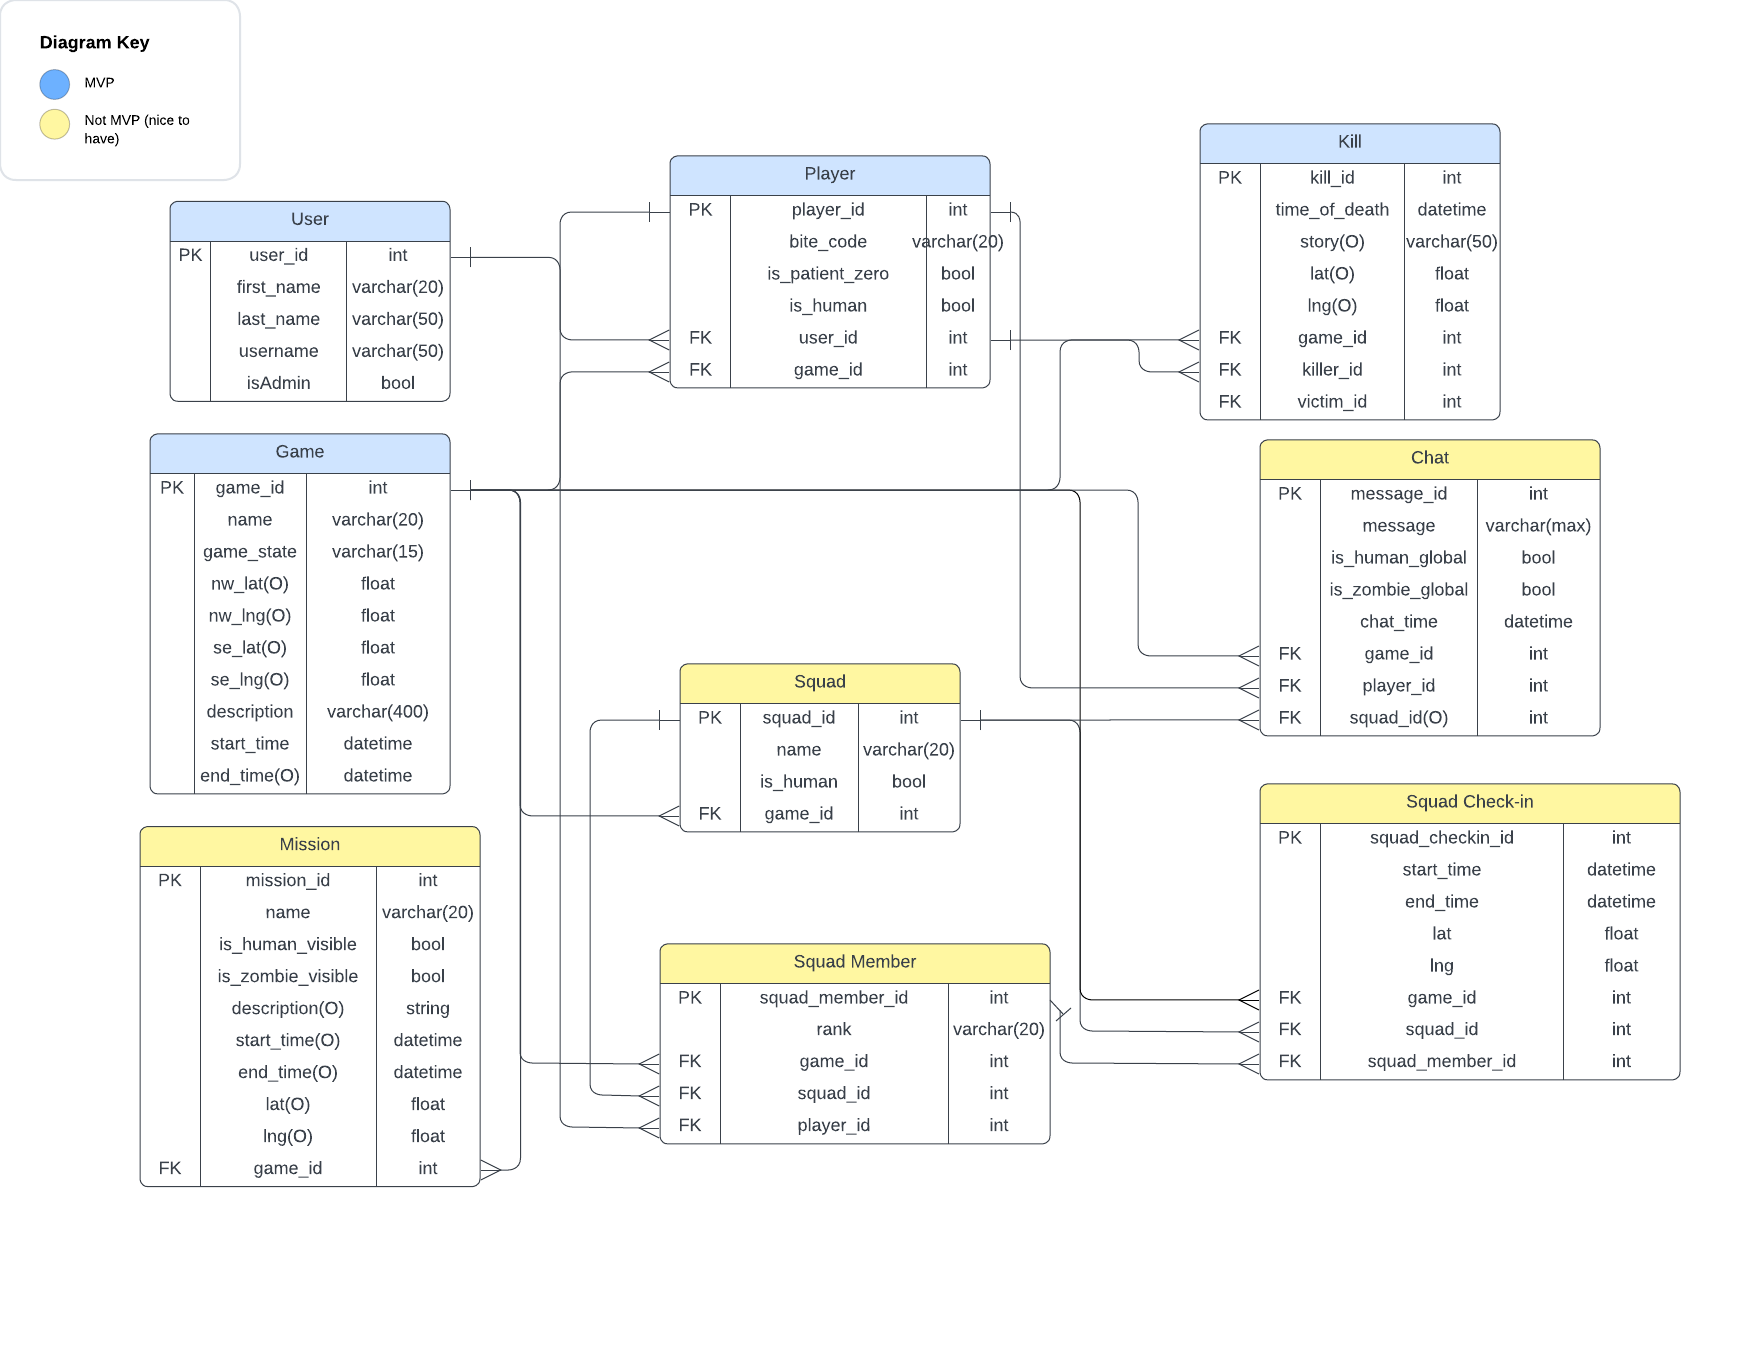 Diagram Key
MVP
Not MVP (nice to
have)
User
PK user_id int
first_name varchar(20)
last_name varchar(50)
username varchar(50)
isAdmin bool
Player
PK player_id int
bite_code varchar(20)
is_patient_zero bool
is_human bool
FK user_id int
FK game_id int
Kill
PK kill_id int
time_of_death datetime
story(O) varchar(50)
lat(O) float
lng(O) float
FK game_id int
FK killer_id int
FK victim_id int
Game
PK game_id int
name varchar(20)
game_state varchar(15)
nw_lat(O) float
nw_lng(O) float
se_lat(O) float
se_lng(O) float
description varchar(400)
start_time datetime
end_time(O) datetime
Chat
PK message_id int
message varchar(max)
is_human_global bool
is_zombie_global bool
chat_time datetime
FK game_id int
FK player_id int
FK squad_id(O) int
Squad
PK squad_id int
name varchar(20)
is_human bool
FK game_id int
Squad Check-in
PK squad_checkin_id int
start_time datetime
end_time datetime
lat float
lng float
FK game_id int
FK squad_id int
FK squad_member_id int
Mission
PK mission_id int
name varchar(20)
is_human_visible bool
is_zombie_visible bool
description(O) string
start_time(O) datetime
end_time(O) datetime
lat(O) float
lng(O) float
FK game_id int
Squad Member
PK squad_member_id int
rank varchar(20)
FK game_id int
FK squad_id int
FK player_id int